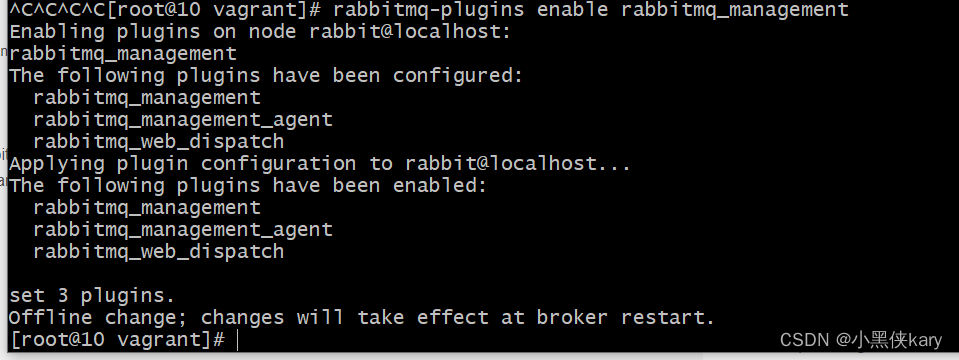 ^C^C^C^C[root@10 vagrant]# rabbitmq-plugins enable rabbitmq_management
Enabling plugins on node rabbit@localhost:
rabbitmq_management
The following plugins have been configured:
  rabbitmq_management
  rabbitmq_management_agent
  rabbitmq_web_dispatch
Applying plugin configuration to rabbit@localhost...
The following plugins have been enabled:
  rabbitmq_management
  rabbitmq_management_agent
  rabbitmq_web_dispatch
set 3 plugins.
Offline change; changes will take effect at broker restart.
[root@10 vagrant]#
CSDN @小黑侠kary